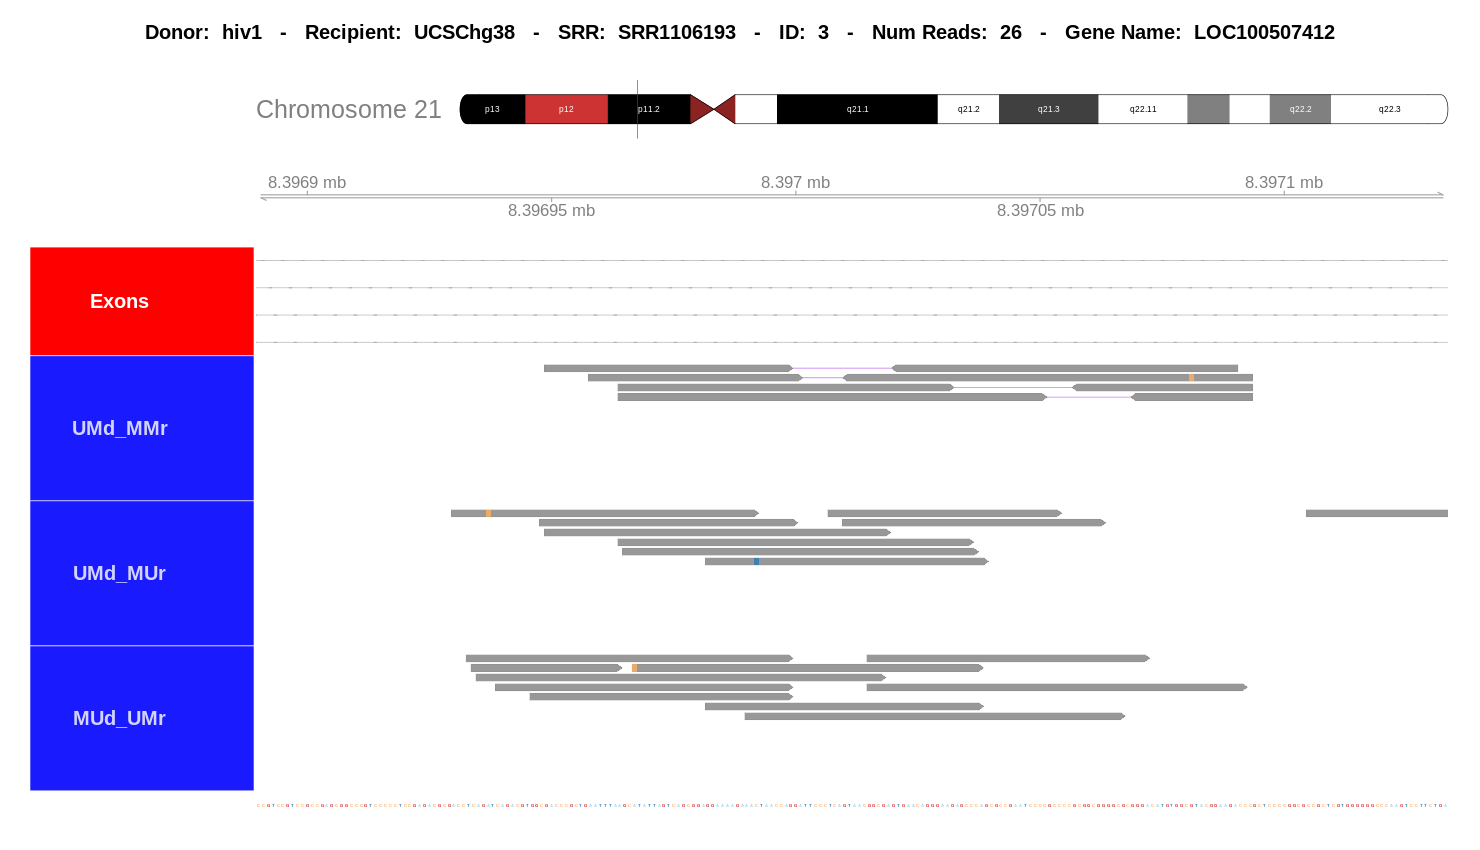 Donor: hiv1 - Recipient: UCSChg38 - SRR: SRR1106193 - ID: 3 - Num Reads: 26 - Gene Name: LOC100507412
Chromosome 21
p13 p12 p11.2 q21.1 q21.2 q21.3 q22.11 q22.2 q22.3
8.3969 mb 8.397 mb 8.3971 mb
8.39695 mb 8.39705 mb
Exons
UMd_MMr
UMd_MUr
MUd_UMr